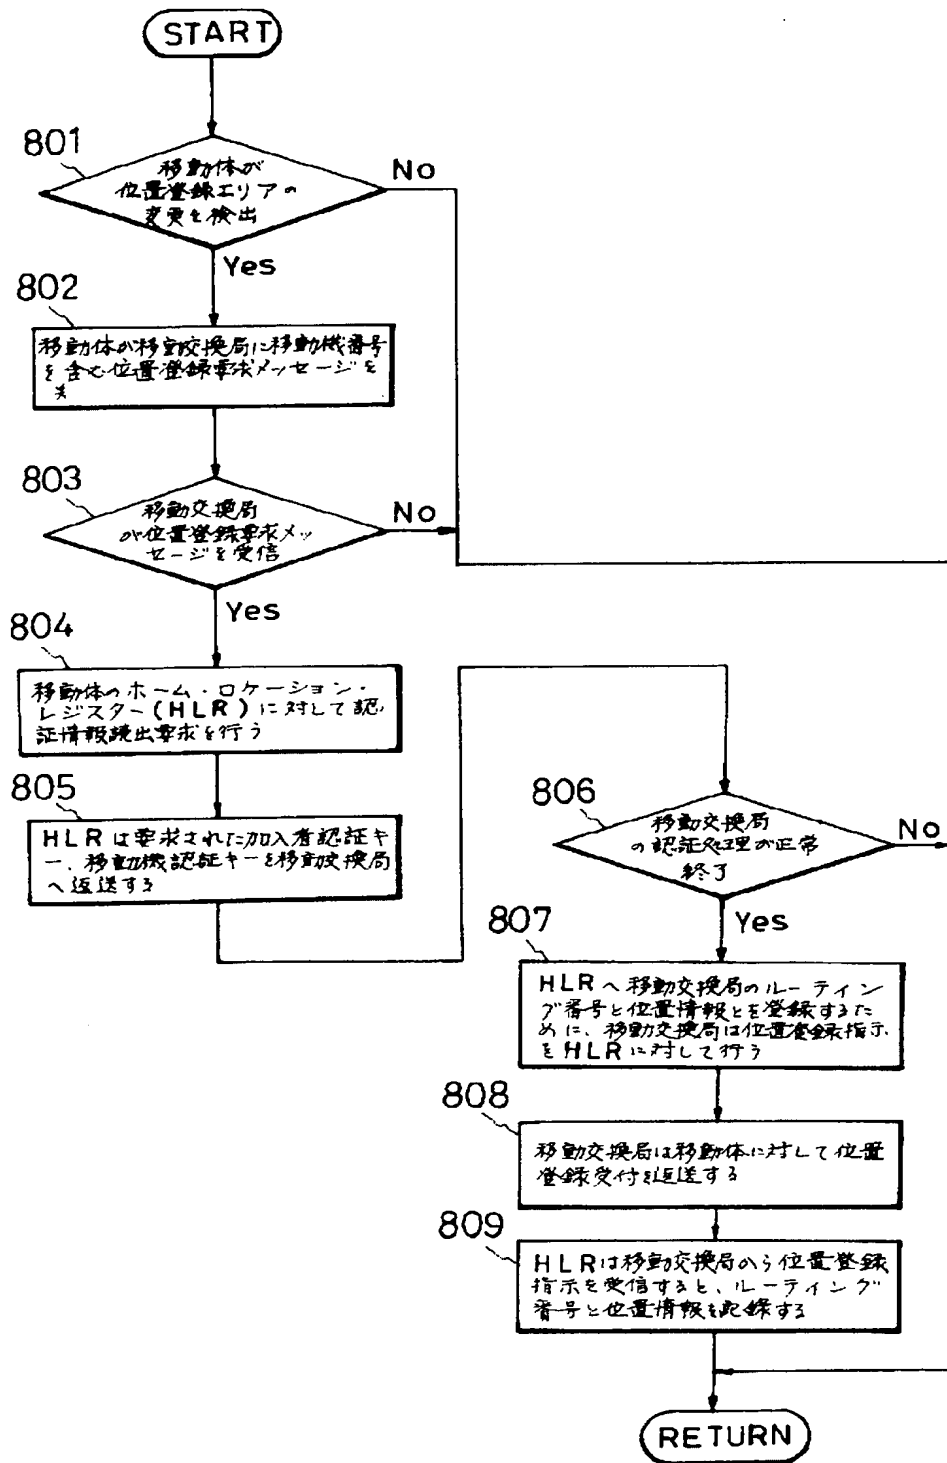 START
801
移動体が
位置登録エリアの
変更を検出
No
Yes
802
移動体が移動交換局に移動機番号
を含む位置登録要求メッセージを
803
移動交換局
が位置登録要求メッ
セージを受信
No
Yes
804
移動体のホーム・ロケーション・
レジスター(HLR)に対して認
証情報読出要求を行う
805
HLRは要求された加入者認証キ
ー、移動機認証キーを移動交換局
へ返送する
806
移動交換局
の認証処理が正常
終了
No
Yes
807
HLRへ移動交換局のルーティン
グ番号と位置情報とを登録するた
めに、移動交換局は位置登録指示
をHLRに対して行う
808
移動交換局は移動体に対して位置
登録受付を返送する
809
HLRは移動交換局から位置登録
指示を受信すると、ルーティング
番号と位置情報を記録する
RETURN